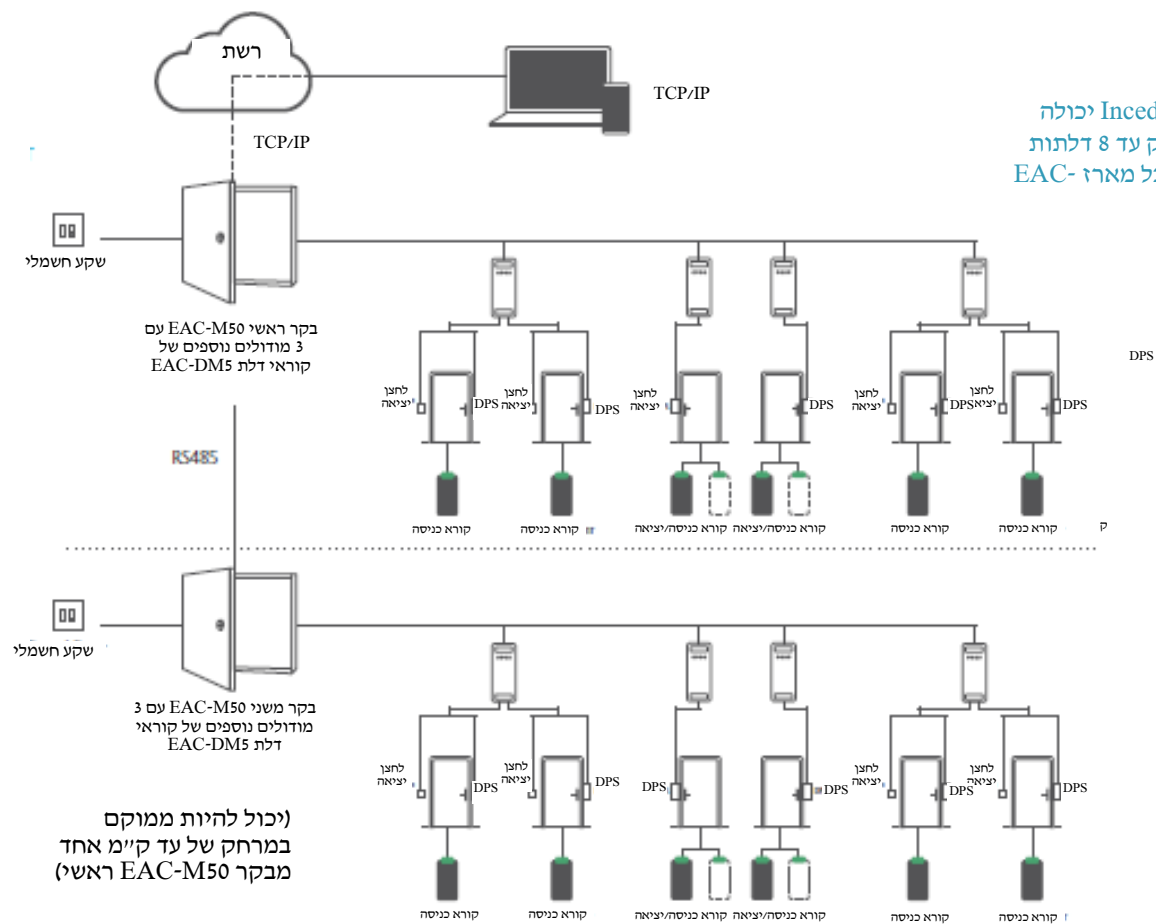 רשת
TCP/IP
TCP/IP
Inced יכולה
ק עד 8 דלתות
ל מארז EAC-
שקע חשמלי
בקר ראשי EAC-M50 עם
3 מודולים נוספים של
קוראי דלת EAC-DM5
DPS
לחצן
יציאה
DPS
לחצן
יציאה
DPS
לחצן
יציאה
DPS
לחצן
יציאה
DPS
לחצן
יציאה
DPS
RS485
קורא כניסה
קורא כניסה
קורא כניסה/יציאה
קורא כניסה/יציאה
קורא כניסה
קורא כניסה
ק
שקע חשמלי
בקר משני EAC-M50 עם 3
מודולים נוספים של קוראי
דלת EAC-DM5
לחצן
יציאה
DPS
לחצן
יציאה
DPS
DPS
DPS
לחצן
יציאה
DPS
לחצן
יציאה
DPS
(יכול להיות ממוקם
במרחק של עד ק״מ אחד
מבקר EAC-M50 ראשי)
קורא כניסה
קורא כניסה
קורא כניסה/יציאה
קורא כניסה/יציאה
קורא כניסה
קורא כניסה